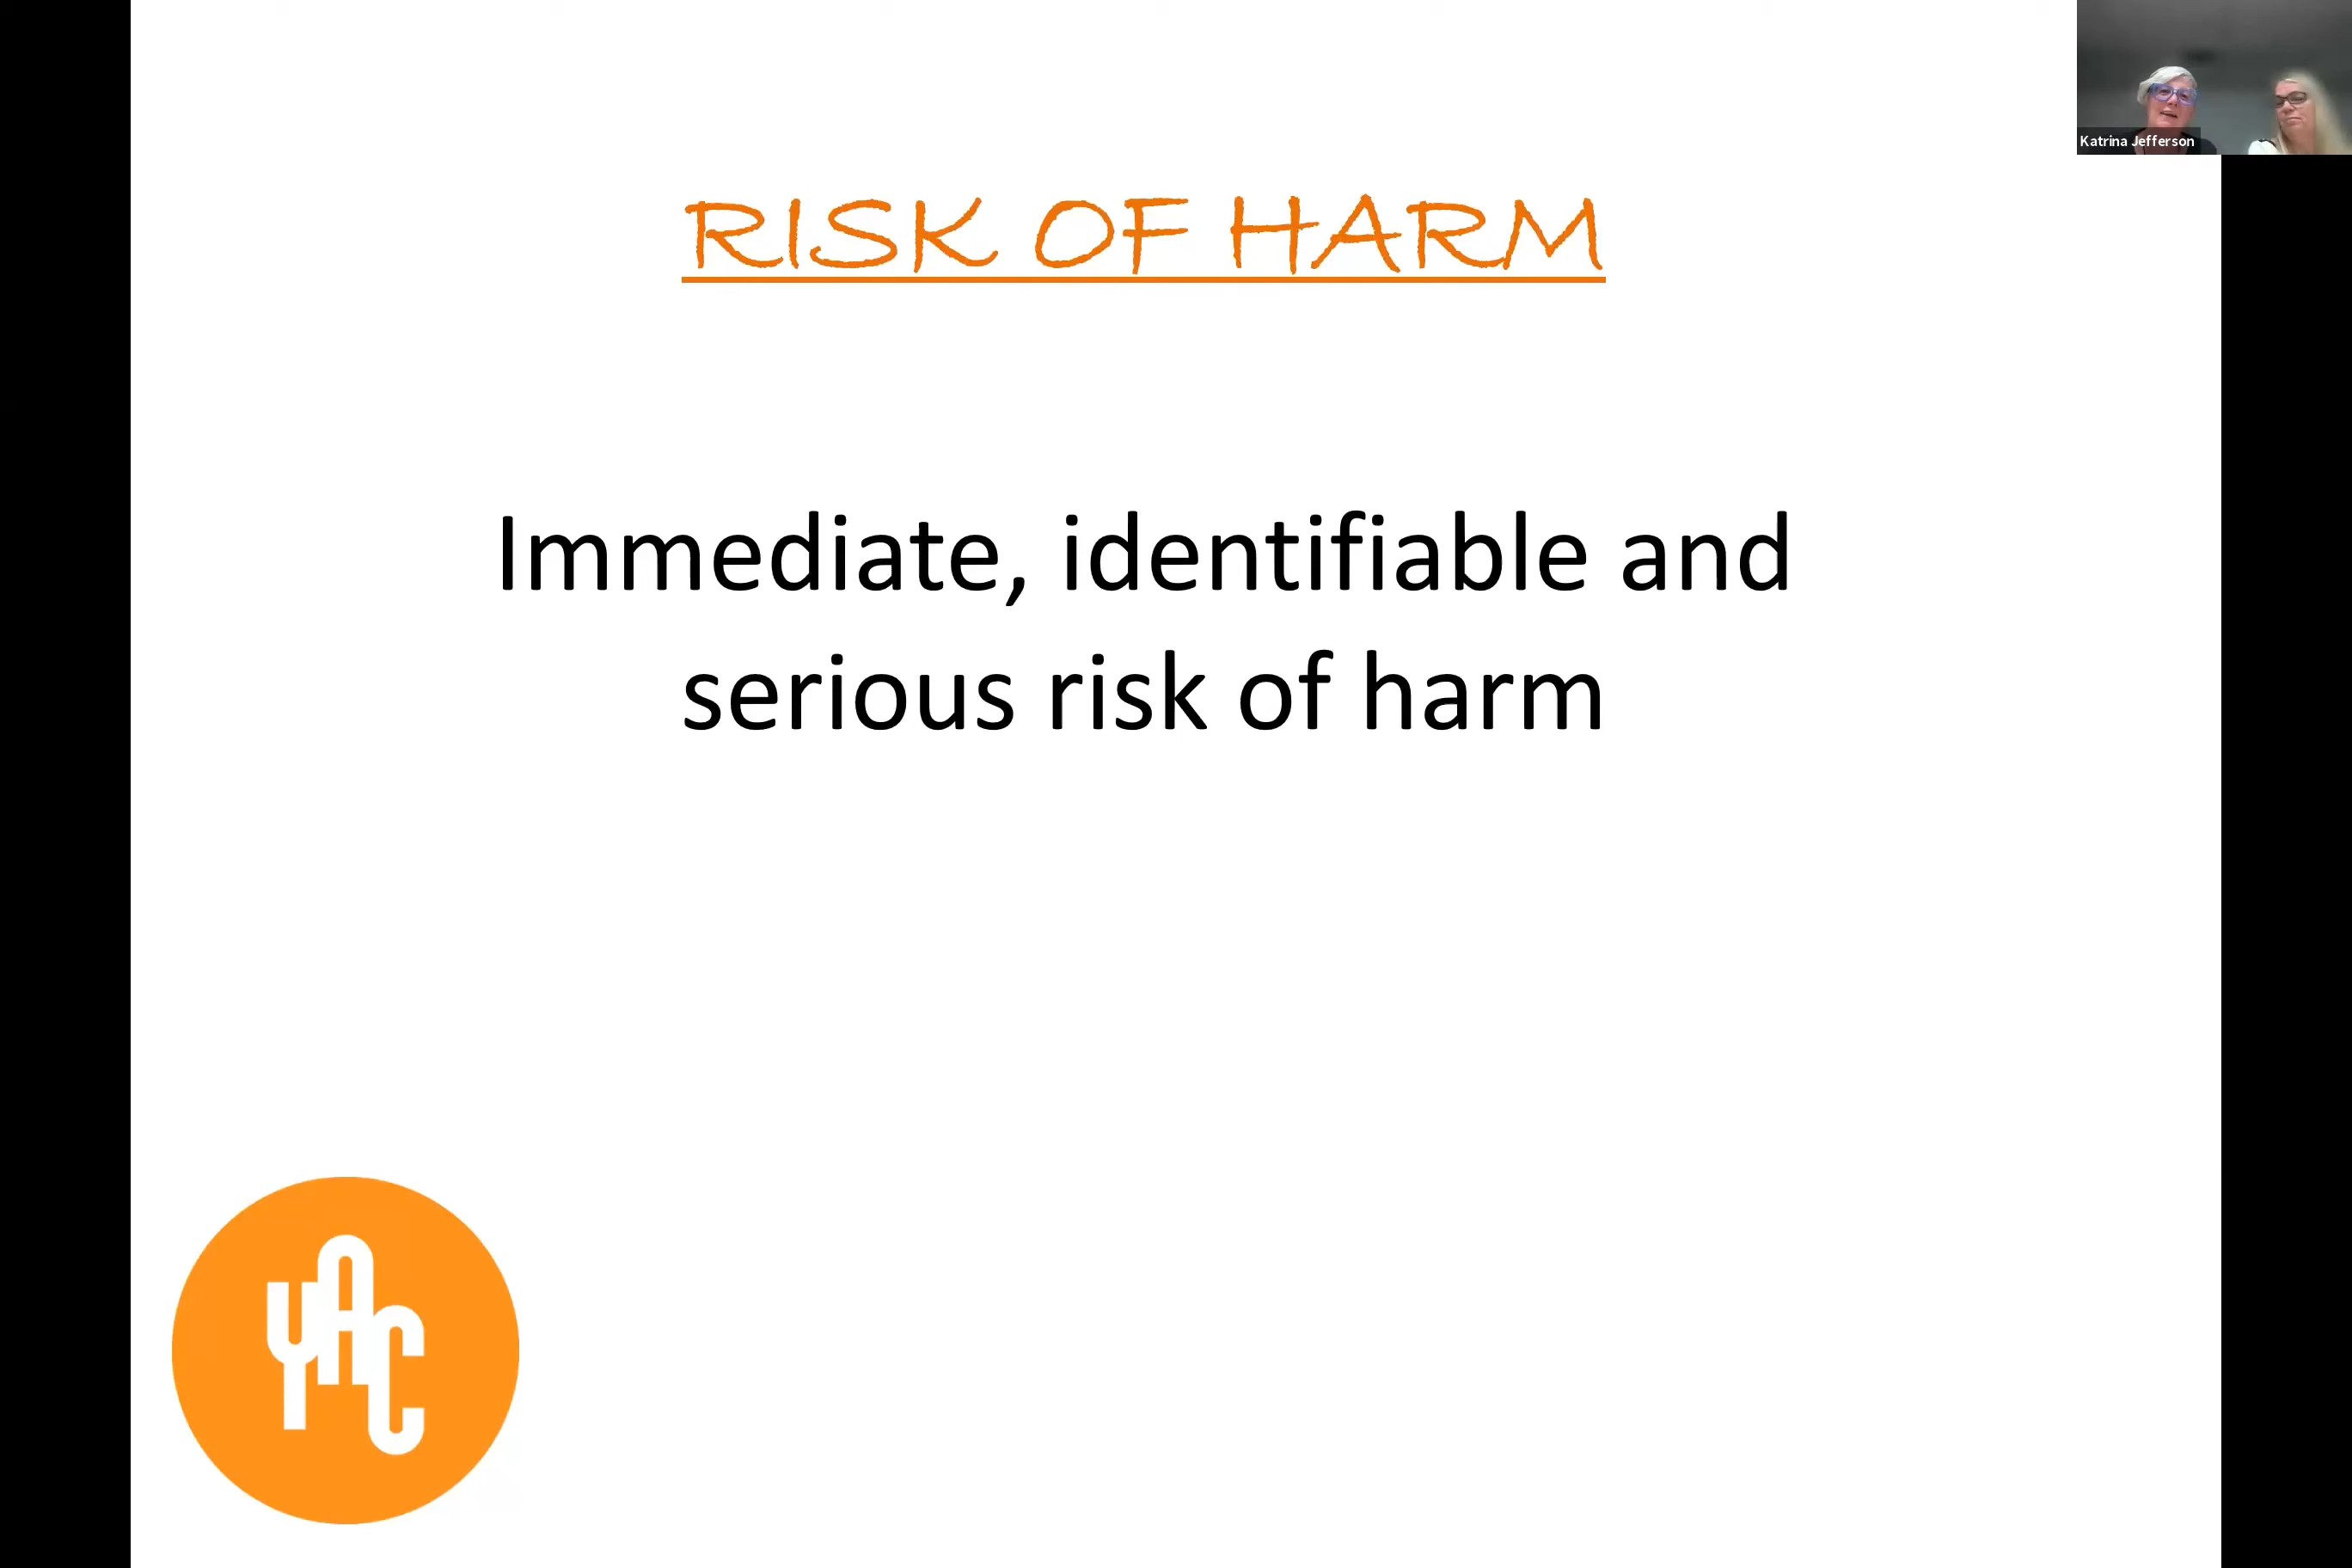 Katrina Jefferson
RISK OF HARM
Immediate, identifiable and
serious risk of harm
YAC